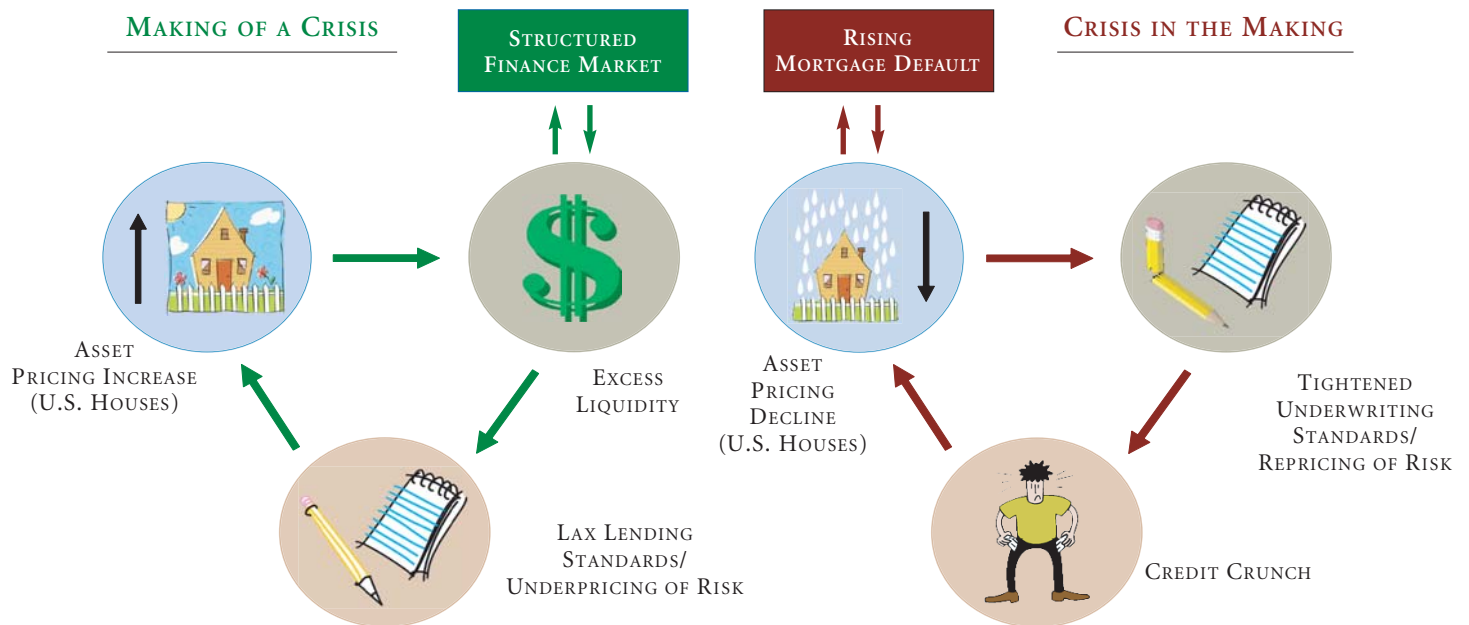 MAKING OF A CRISIS
STRUCTURED
FINANCE MARKET
RISING
MORTGAGE DEFAULT
CRISIS IN THE MAKING
ASSET
PRICING INCREASE
(U.S. HOUSES)
$
EXCESS
LIQUIDITY
LAX LENDING
STANDARDS/
UNDERPRICING OF RISK
ASSET
PRICING
DECLINE
(U.S. HOUSES)
TIGHTENED
UNDERWRITING
STANDARDS/
REPRICING OF RISK
CREDIT CRUNCH